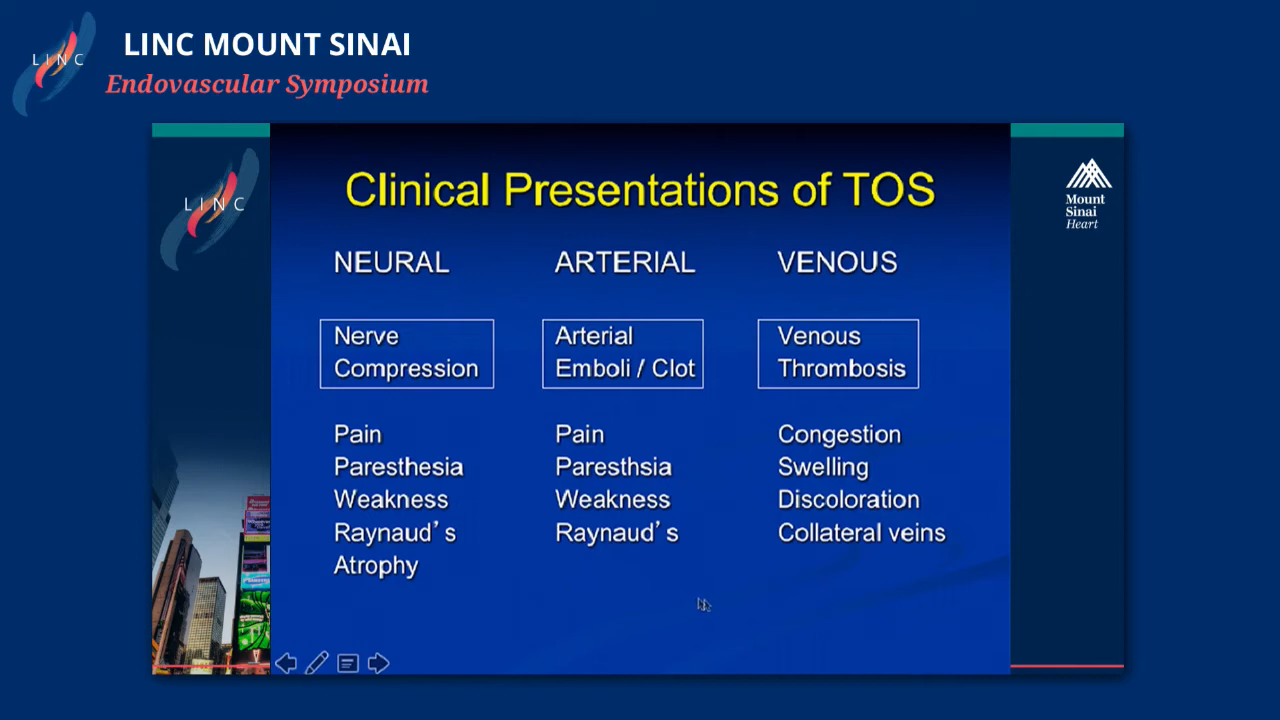 LINC
LINC MOUNT SINAI
Endovascular Symposium
LINC
Mount
Sinai
Heart
Clinical Presentations of TOS
NEURAL
Nerve
Compression
Pain
Paresthesia
Weakness
Raynaud’s
Atrophy
ARTERIAL
Arterial
Emboli / Clot
Pain
Paresthsia
Weakness
Raynaud’s
VENOUS
Venous
Thrombosis
Congestion
Swelling
Discoloration
Collateral veins